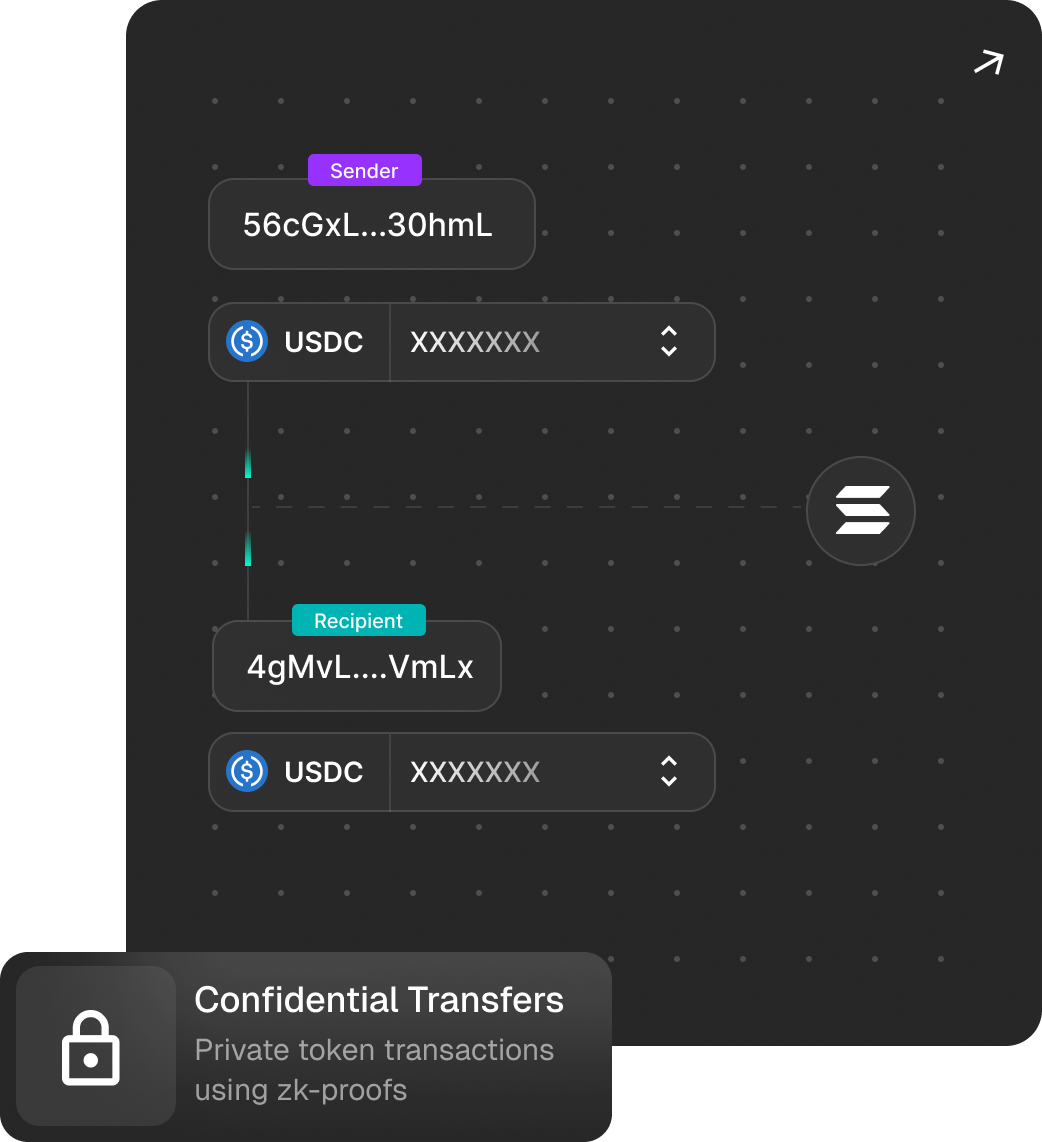 Sender
56cGxL...30hmL
USDC XXXXXXX
Recipient
4gMvL....VmLx
USDC XXXXXXX
Confidential Transfers
Private token transactions
using zk-proofs